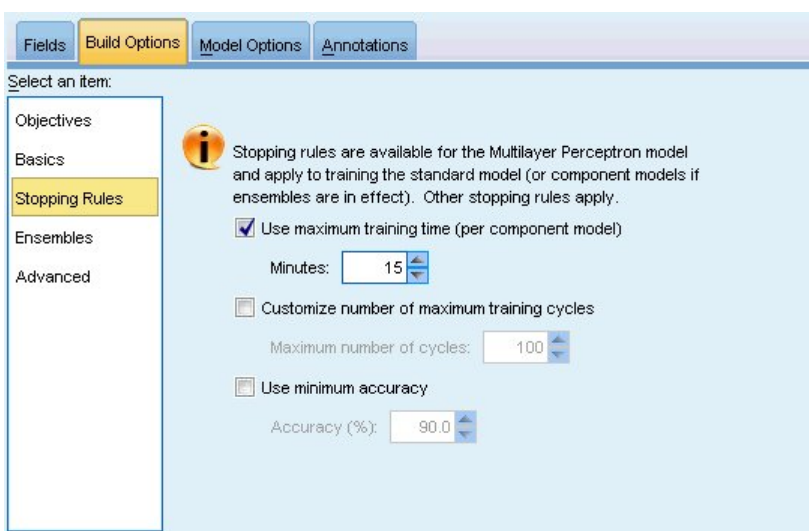 Fields Build Options Model Options Annotations
Select an item:
Objectives
Basics
Stopping Rules
Ensembles
Advanced
Stopping rules are available for the Multilayer Perceptron model
and apply to training the standard model (or component models if
ensembles are in effect). Other stopping rules apply.
Use maximum training time (per component model)
Minutes: 15
Customize number of maximum training cycles
Maximum number of cycles: 100
Use minimum accuracy
Accuracy (%): 90.0